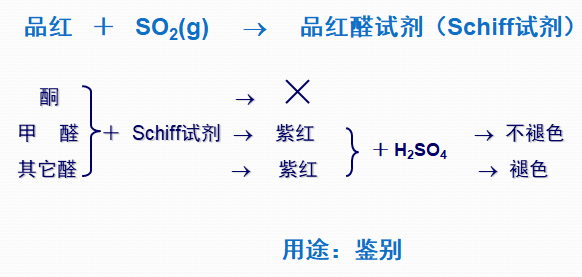 品红 + SO₂(g) → 品红醛试剂（Schiff试剂）
酮 → ×
甲 醛 + Schiff试剂 → 紫红 + H₂SO₄ → 不褪色
其它醛 → 紫红 → 褪色
用途：鉴别